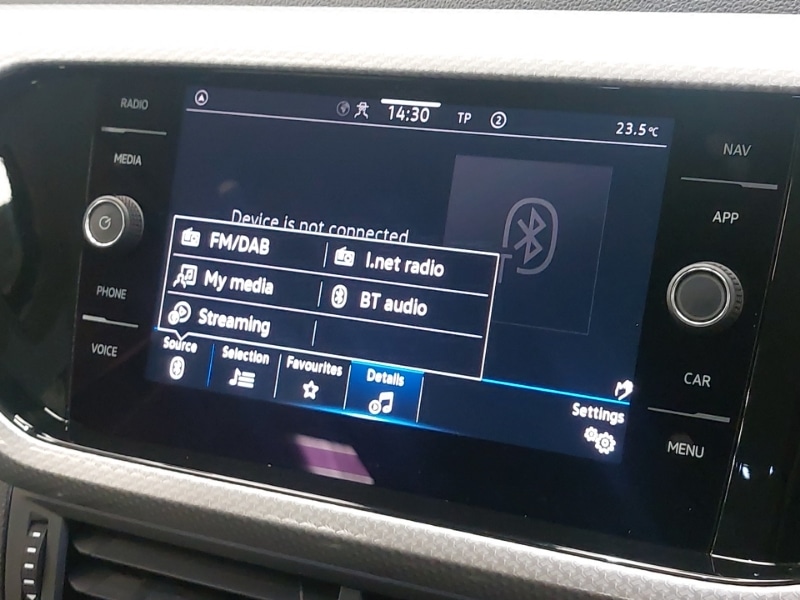 RADIO
MEDIA
PHONE
VOICE
14:30 TP 2 23.5°C
Device is not connected
FM/DAB I.net radio
My media BT audio
Streaming
Source Selection Favourites Details
Settings
NAV
APP
CAR
MENU